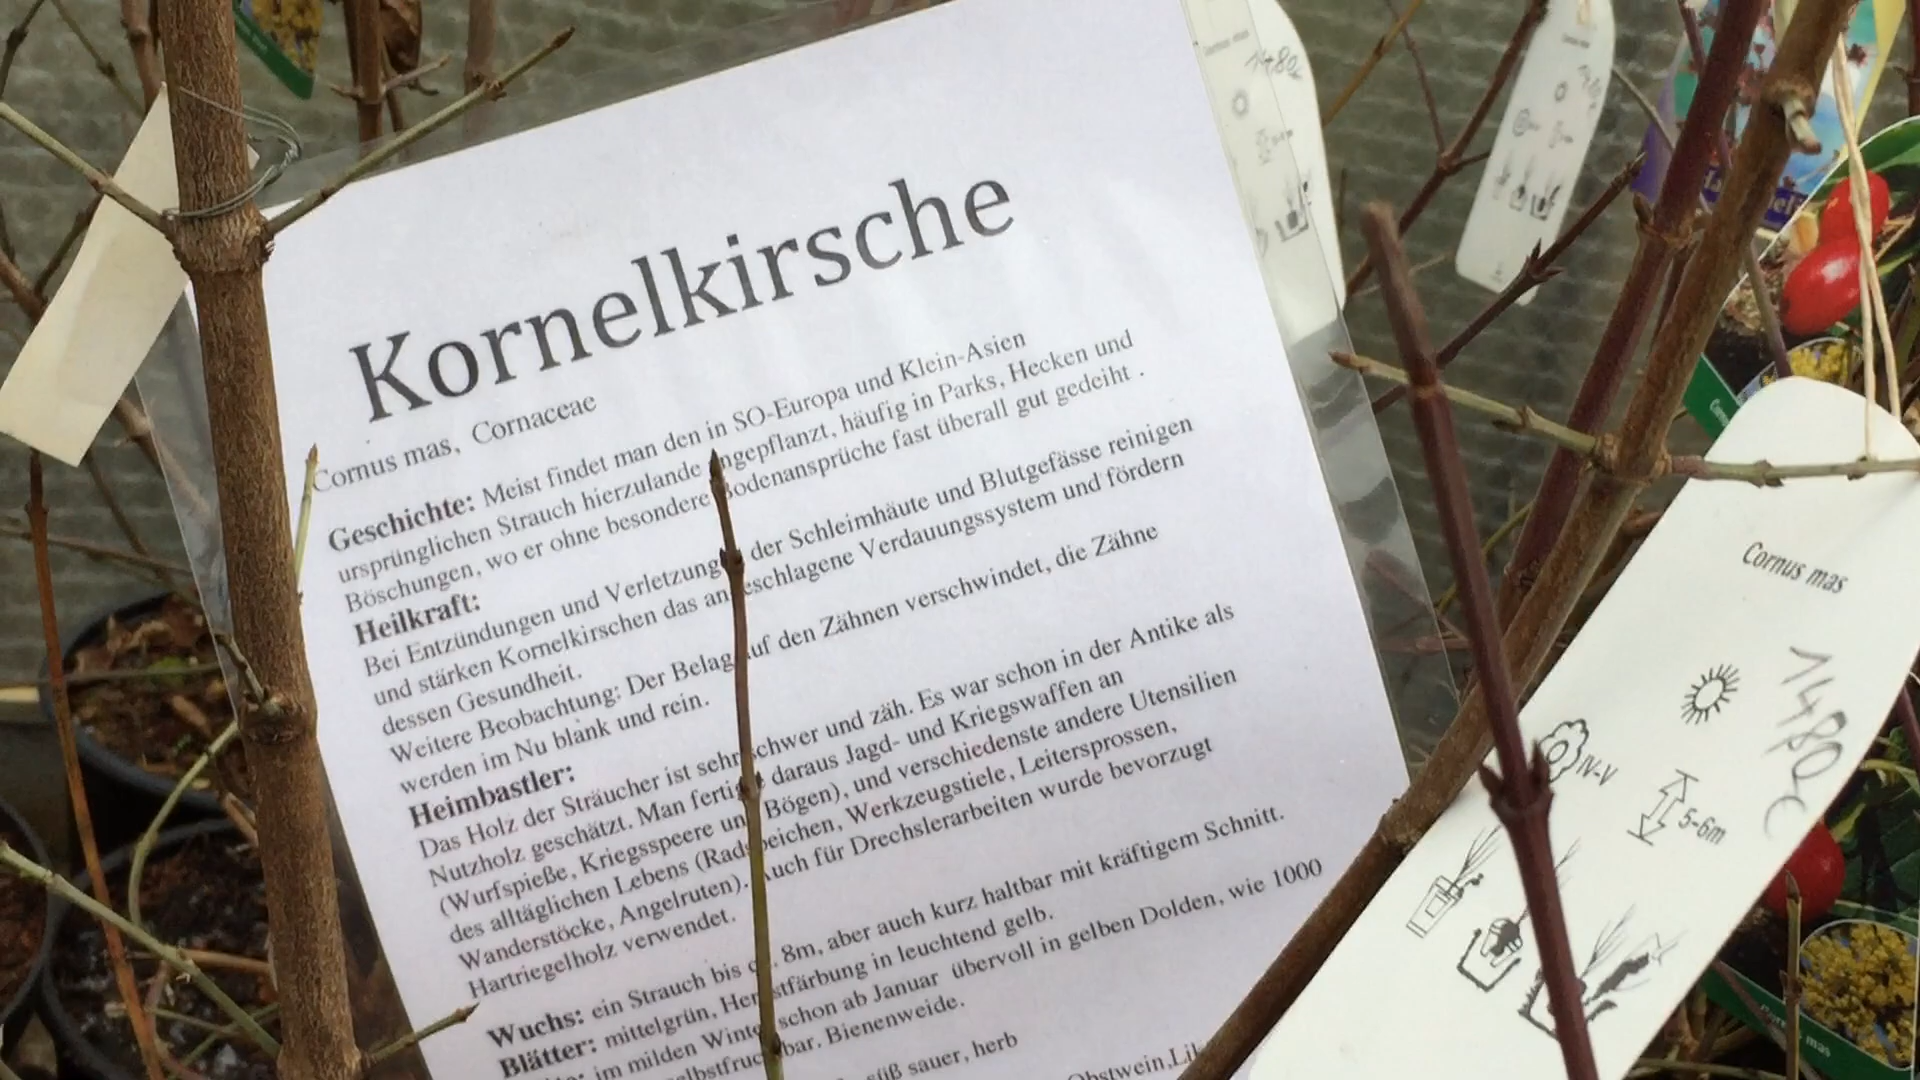 Kornelkirsche
Cornus mas, Cornaceae
Geschichte: Meist findet man den in SO-Europa und Klein-Asien
ursprünglichen Strauch hierzulande angepflanzt, häufig in Parks, Hecken und
Böschungen, wo er ohne besondere Bodenansprüche fast überall gut gedeiht .
Heilkraft:
Bei Entzündungen und Verletzung der Schleimhäute und Blutgefässe reinigen
und stärken Kornelkirschen das angeschlagene Verdauungssystem und fördern
dessen Gesundheit.
Weitere Beobachtung: Der Belag auf den Zähnen verschwindet, die Zähne
werden im Nu blank und rein.
Heimbastler:
Das Holz der Sträucher ist sehr schwer und zäh. Es war schon in der Antike als
Nutzholz geschätzt. Man fertigte daraus Jagd- und Kriegswaffen an
(Wurfspieße, Kriegsspeere und Bögen), und verschiedenste andere Utensilien
des alltäglichen Lebens (Radspeichen, Werkzeugstiele, Leitersprossen,
Wanderstöcke, Angelruten). Auch für Drechslerarbeiten wurde bevorzugt
Hartriegelholz verwendet.
Wuchs: ein Strauch bis ca. 8m, aber auch kurz haltbar mit kräftigem Schnitt.
Blätter: mittelgrün, Herbstfärbung in leuchtend gelb.
im milden Winter schon ab Januar übervoll in gelben Dolden, wie 1000
selbstfruchtbar. Bienenweide.
süß sauer, herb
Obstwein,
Cornus mas
1480€
IV-V
5-6m
1480
mas